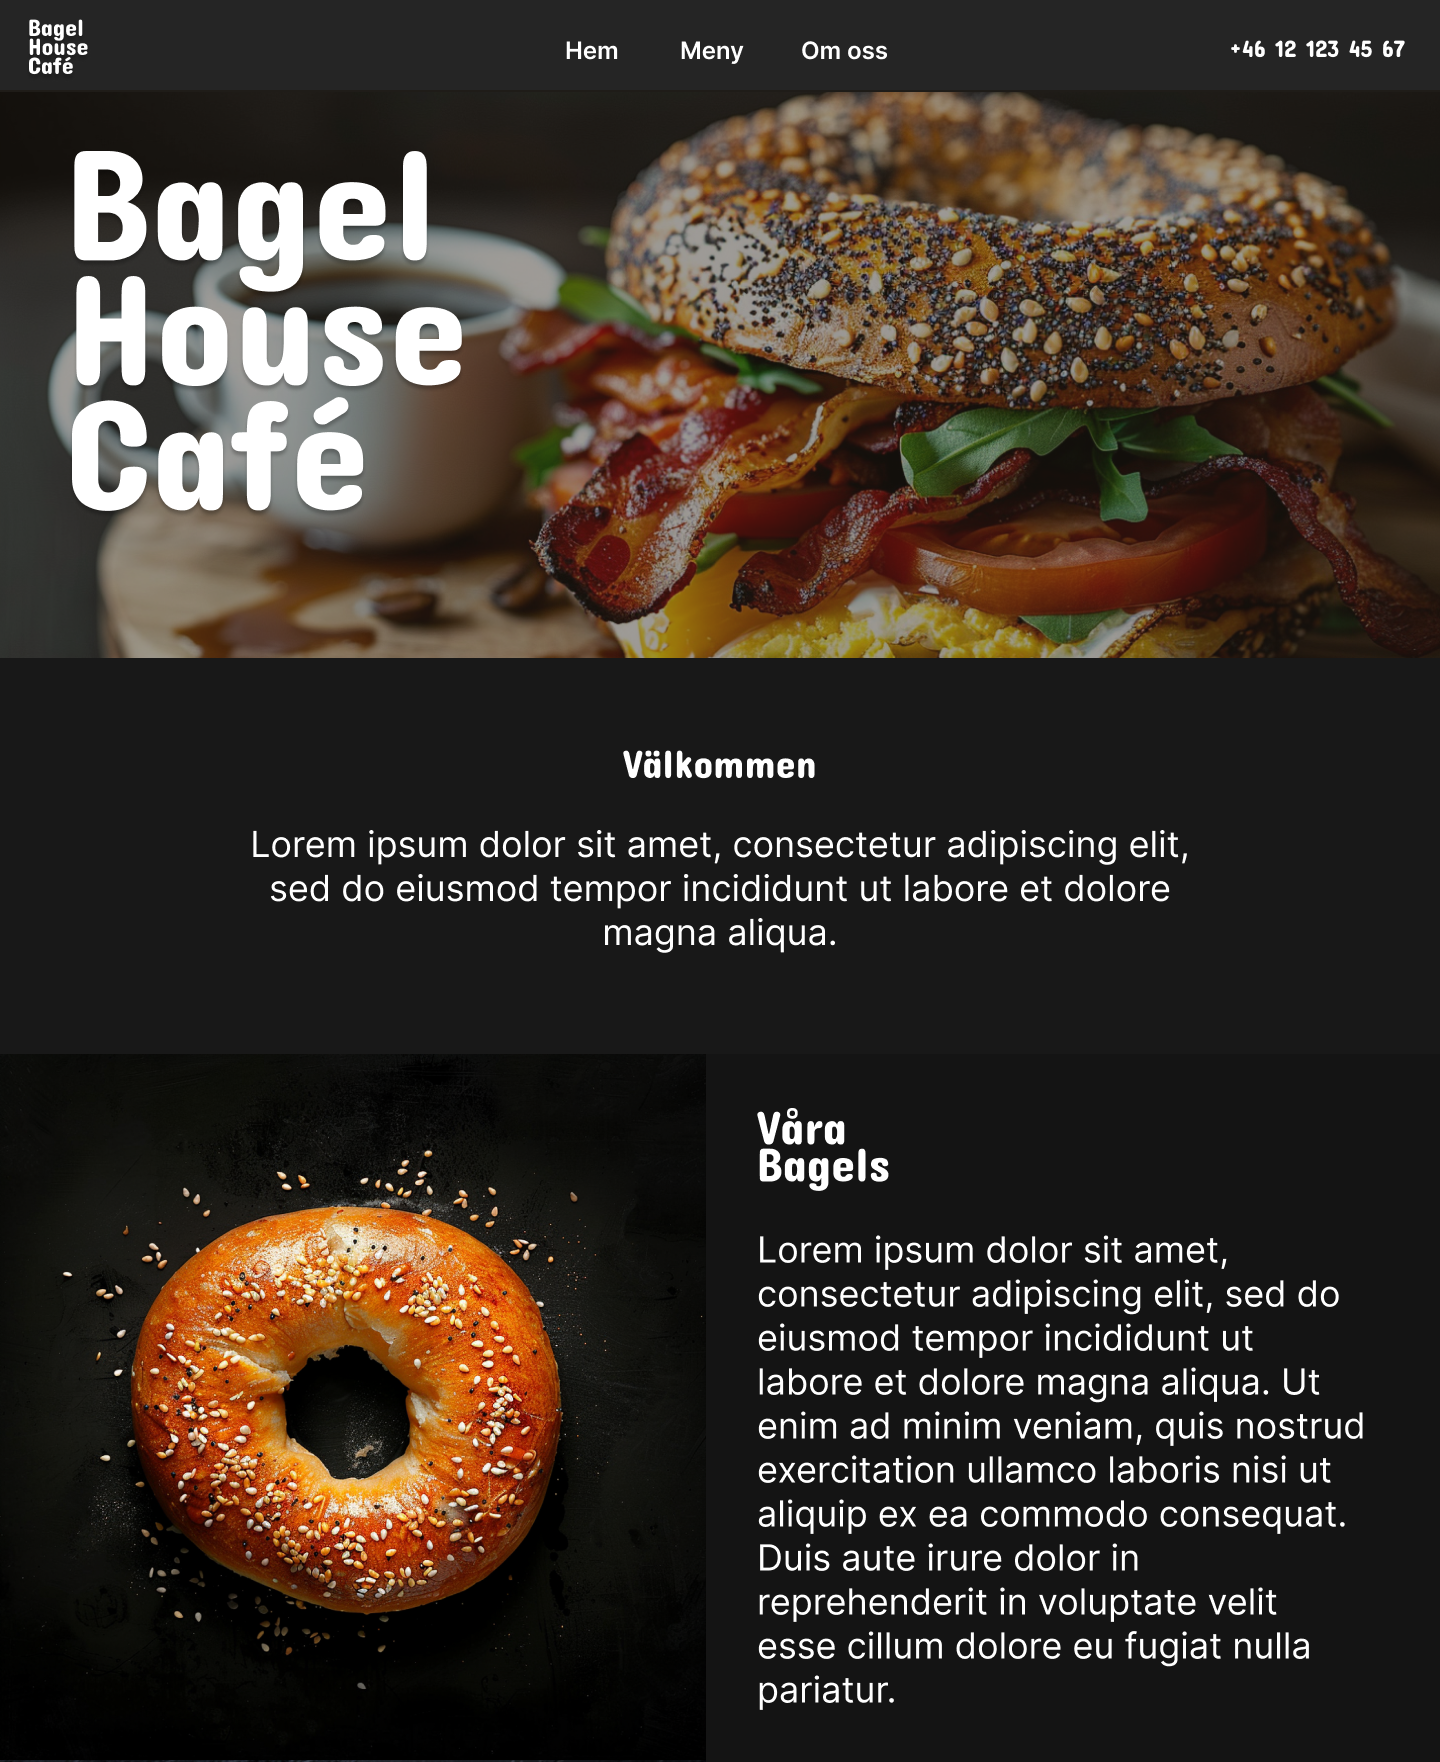 Bagel
House
Café
Hem Meny Om oss
+46 12 123 45 67
Bagel
House
Café
Välkommen
Lorem ipsum dolor sit amet, consectetur adipiscing elit,
sed do eiusmod tempor incididunt ut labore et dolore
magna aliqua.
Våra
Bagels
Lorem ipsum dolor sit amet,
consectetur adipiscing elit, sed do
eiusmod tempor incididunt ut
labore et dolore magna aliqua. Ut
enim ad minim veniam, quis nostrud
exercitation ullamco laboris nisi ut
aliquip ex ea commodo consequat.
Duis aute irure dolor in
reprehenderit in voluptate velit
esse cillum dolore eu fugiat nulla
pariatur.